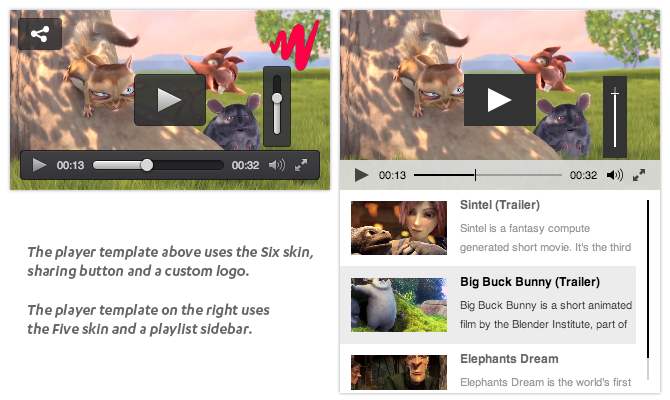 00:13
00:32
The player template above uses the Six skin,
sharing button and a custom logo.
The player template on the right uses
the Five skin and a playlist sidebar.
00:13
00:32
Sintel (Trailer)
Sintel is a fantasy compute
generated short movie. It's the third
Big Buck Bunny (Trailer)
Big Buck Bunny is a short animated
film by the Blender Institute, part of
Elephants Dream
Elephants Dream is the world's first